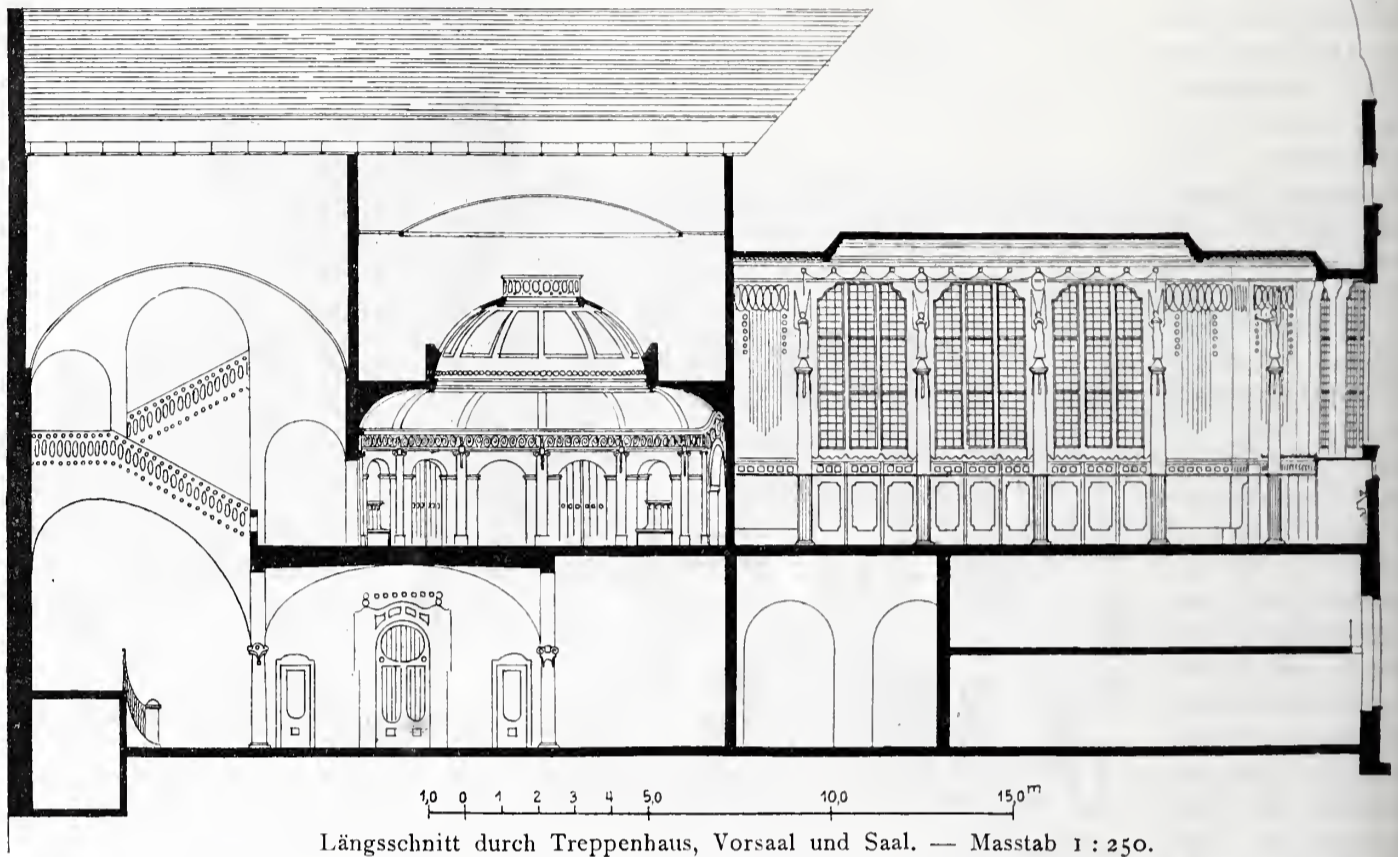 1,0 0 1 2 3 4 5,0 10,0 15,0 m
Längsschnitt durch Treppenhaus, Vorsaal und Saal. — Masstab 1 : 250.